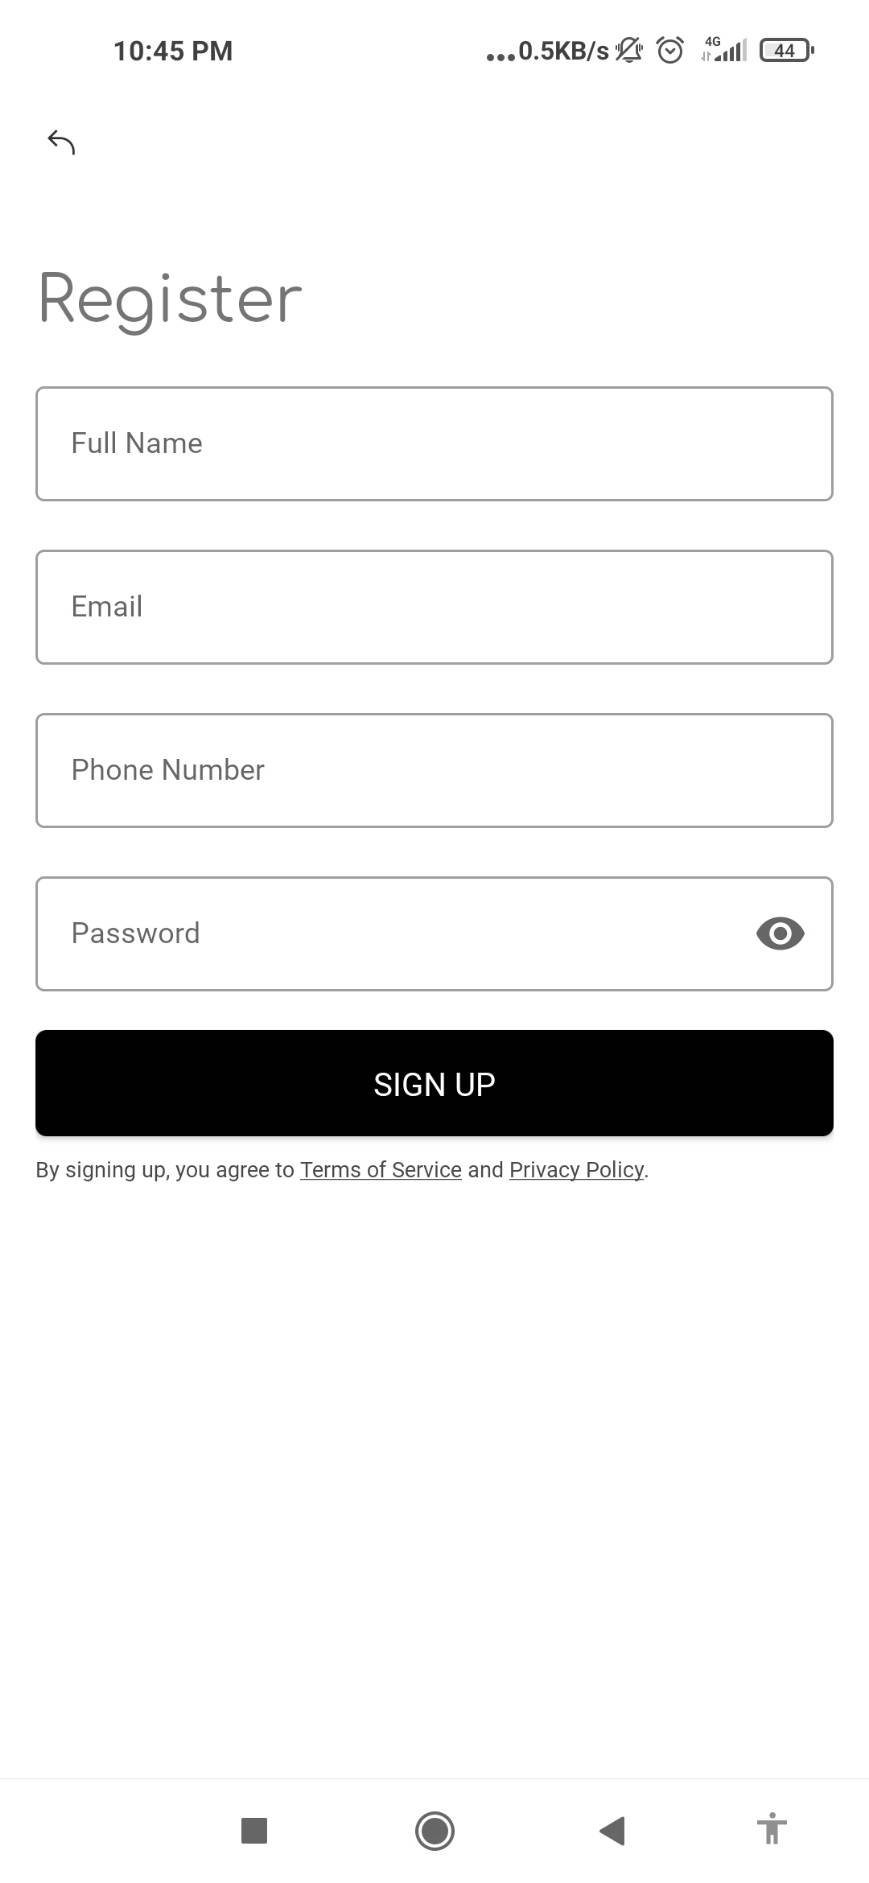 10:45 PM ...0.5KB/s 4G 44
Register
Full Name
Email
Phone Number
Password
SIGN UP
By signing up, you agree to Terms of Service and Privacy Policy.